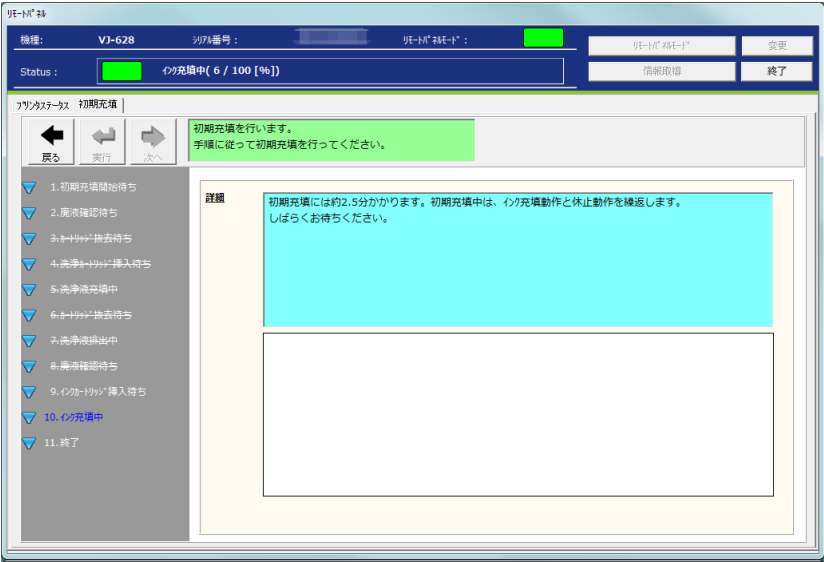 ﾘﾓｰﾄﾊﾟﾈﾙ
機種: VJ-628 ｼﾘｱﾙ番号 : ﾘﾓｰﾄﾊﾟﾈﾙﾓｰﾄﾞ :
ﾘﾓｰﾄﾊﾟﾈﾙﾓｰﾄﾞ 変更
Status : ｲﾝｸ充填中( 6 / 100 [%])
情報取得 終了
ﾌﾟﾘﾝﾀｽﾃｰﾀｽ 初期充填
戻る 実行 次へ
初期充填を行います。
手順に従って初期充填を行ってください。
1.初期充填開始待ち
2.廃液確認待ち
3.ｶｰﾄﾘｯｼﾞ抜去待ち
4.洗浄ｶｰﾄﾘｯｼﾞ挿入待ち
5.洗浄液充填中
6.ｶｰﾄﾘｯｼﾞ抜去待ち
7.洗浄液排出中
8.廃液確認待ち
9.ｲﾝｸｶｰﾄﾘｯｼﾞ挿入待ち
10.ｲﾝｸ充填中
11.終了
詳細
初期充填には約2.5分かかります。初期充填中は、ｲﾝｸ充填動作と休止動作を繰返します。
しばらくお待ちください。